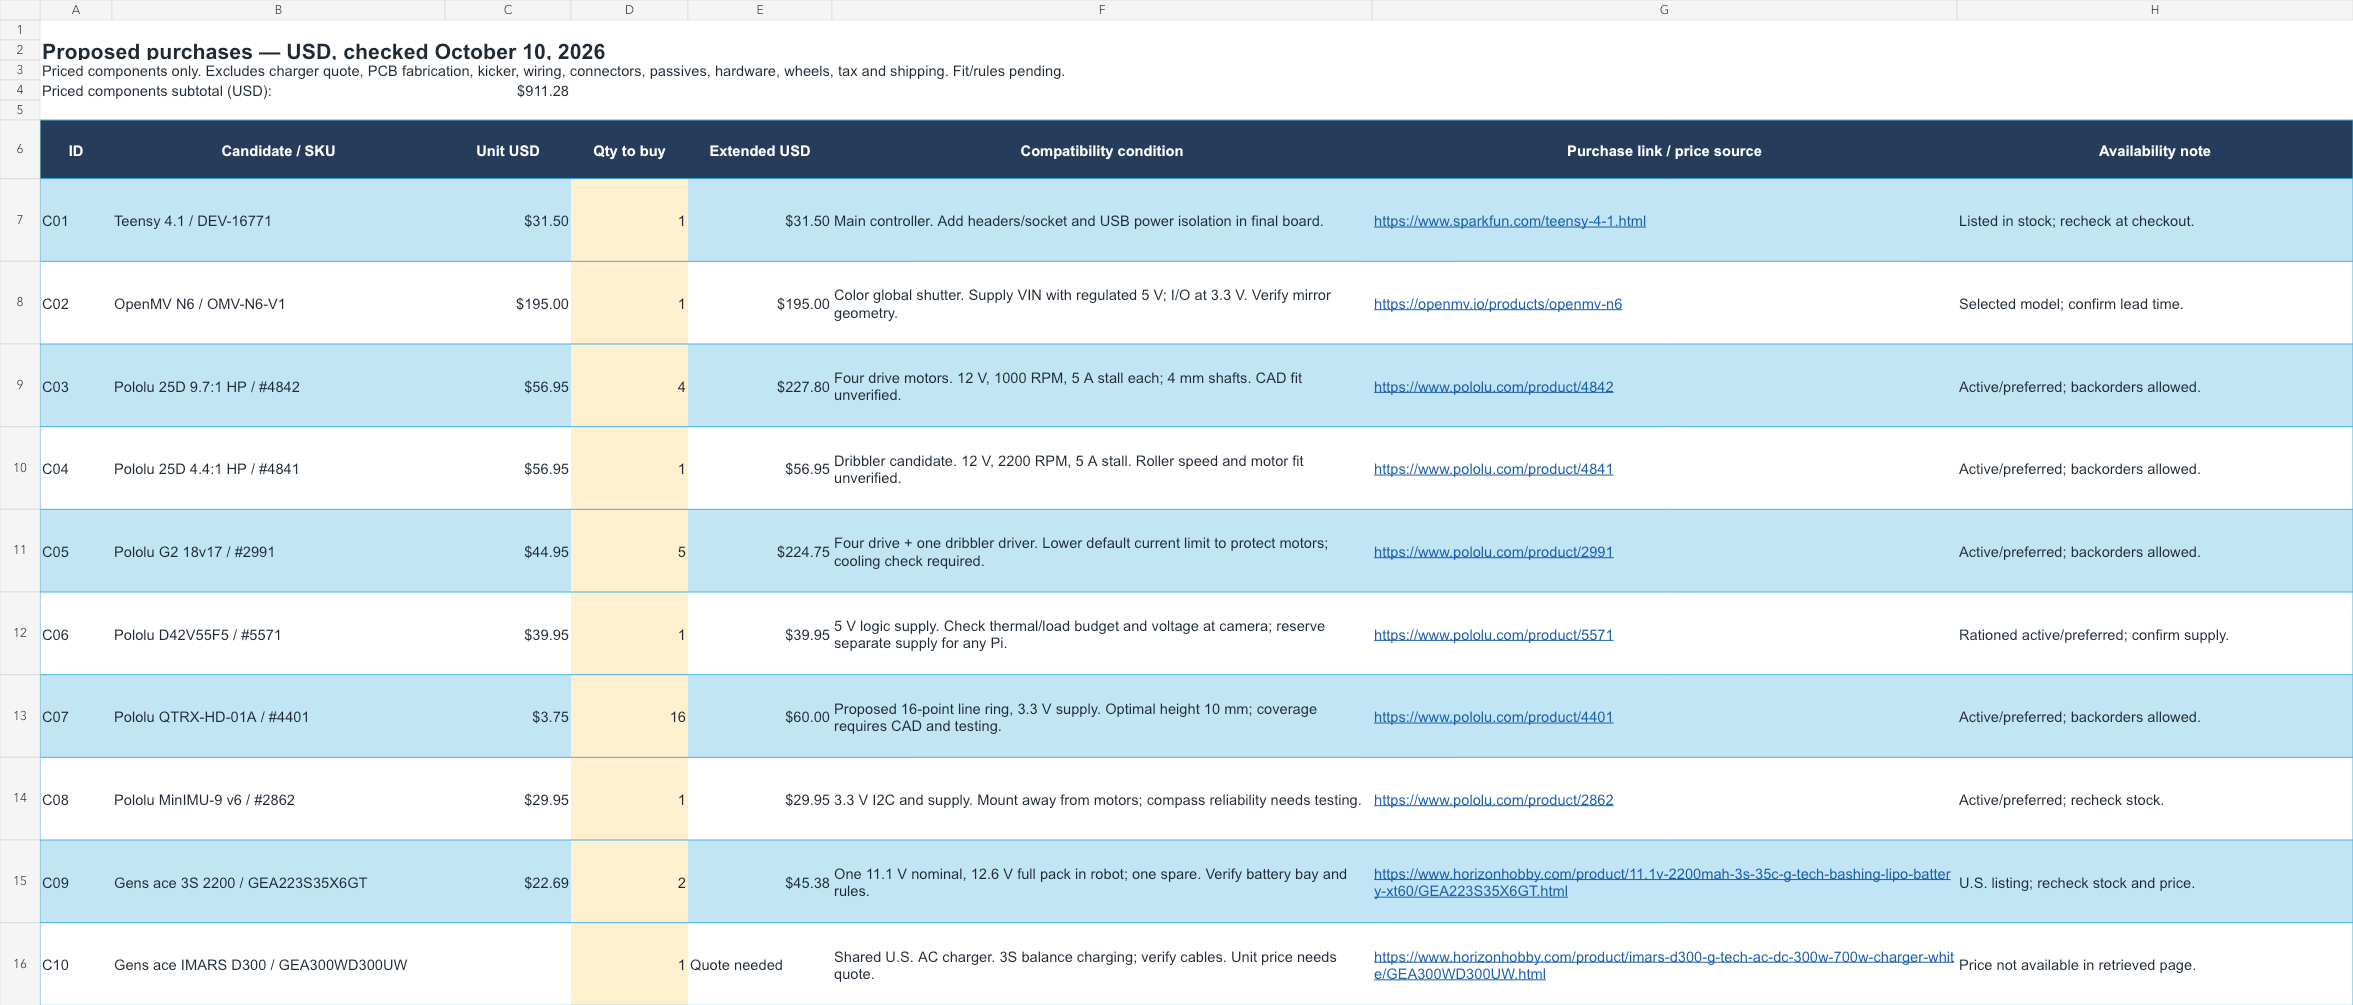 A B C D E F G H
1
2 Proposed purchases — USD, checked October 10, 2026
3 Priced components only. Excludes charger quote, PCB fabrication, kicker, wiring, connectors, passives, hardware, wheels, tax and shipping. Fit/rules pending.
4 Priced components subtotal (USD): $911.28
5
6 ID Candidate / SKU Unit USD Qty to buy Extended USD Compatibility condition Purchase link / price source Availability note
7 C01 Teensy 4.1 / DEV-16771 $31.50 1 $31.50 Main controller. Add headers/socket and USB power isolation in final board. https://www.sparkfun.com/teensy-4-1.html Listed in stock; recheck at checkout.
8 C02 OpenMV N6 / OMV-N6-V1 $195.00 1 $195.00 Color global shutter. Supply VIN with regulated 5 V; I/O at 3.3 V. Verify mirror
geometry. https://openmv.io/products/openmv-n6 Selected model; confirm lead time.
9 C03 Pololu 25D 9.7:1 HP / #4842 $56.95 4 $227.80 Four drive motors. 12 V, 1000 RPM, 5 A stall each; 4 mm shafts. CAD fit
unverified. https://www.pololu.com/product/4842 Active/preferred; backorders allowed.
10 C04 Pololu 25D 4.4:1 HP / #4841 $56.95 1 $56.95 Dribbler candidate. 12 V, 2200 RPM, 5 A stall. Roller speed and motor fit
unverified. https://www.pololu.com/product/4841 Active/preferred; backorders allowed.
11 C05 Pololu G2 18v17 / #2991 $44.95 5 $224.75 Four drive + one dribbler driver. Lower default current limit to protect motors;
cooling check required. https://www.pololu.com/product/2991 Active/preferred; backorders allowed.
12 C06 Pololu D42V55F5 / #5571 $39.95 1 $39.95 5 V logic supply. Check thermal/load budget and voltage at camera; reserve
separate supply for any Pi. https://www.pololu.com/product/5571 Rationed active/preferred; confirm supply.
13 C07 Pololu QTRX-HD-01A / #4401 $3.75 16 $60.00 Proposed 16-point line ring, 3.3 V supply. Optimal height 10 mm; coverage
requires CAD and testing. https://www.pololu.com/product/4401 Active/preferred; backorders allowed.
14 C08 Pololu MinIMU-9 v6 / #2862 $29.95 1 $29.95 3.3 V I2C and supply. Mount away from motors; compass reliability needs testing. https://www.pololu.com/product/2862 Active/preferred; recheck stock.
15 C09 Gens ace 3S 2200 / GEA223S35X6GT $22.69 2 $45.38 One 11.1 V nominal, 12.6 V full pack in robot; one spare. Verify battery bay and
rules. https://www.horizonhobby.com/product/11.1v-2200mah-3s-35c-g-tech-bashing-lipo-batter
y-xt60/GEA223S35X6GT.html U.S. listing; recheck stock and price.
16 C10 Gens ace IMARS D300 / GEA300WD300UW 1 Quote needed Shared U.S. AC charger. 3S balance charging; verify cables. Unit price needs
quote. https://www.horizonhobby.com/product/imars-d300-g-tech-ac-dc-300w-700w-charger-whit
e/GEA300WD300UW.html Price not available in retrieved page.